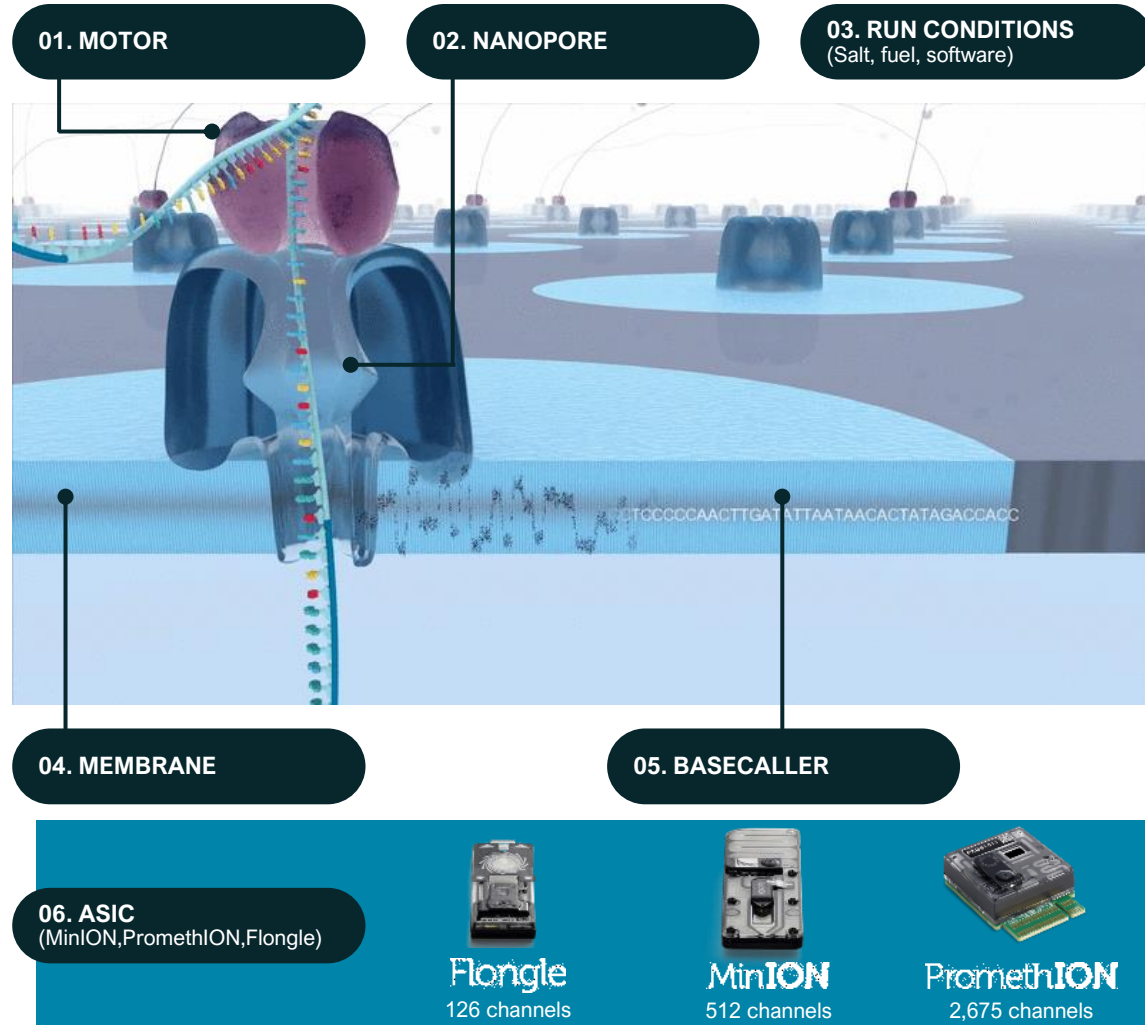 01. MOTOR
02. NANOPORE
03. RUN CONDITIONS
(Salt, fuel, software)
CTCCCCCAACTTGATATTAATAACACTATAGACCACC
04. MEMBRANE
05. BASECALLER
06. ASIC
(MinION,PromethION,Flongle)
Flongle
MinION
PromethION
126 channels
512 channels
2,675 channels